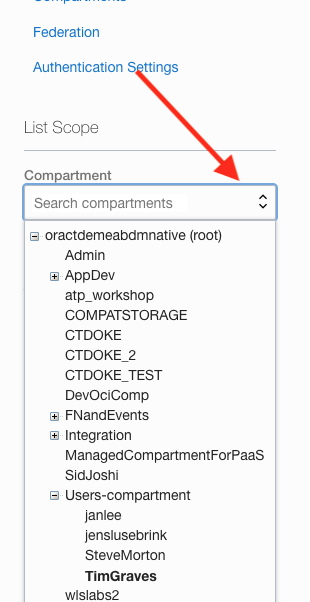 Compartments
Federation
Authentication Settings
List Scope
Compartment
Search compartments
oractdemeabdmnative (root)
Admin
AppDev
atp_workshop
COMPATSTORAGE
CTDOKE
CTDOKE_2
CTDOKE_TEST
DevOciComp
FNandEvents
Integration
ManagedCompartmentForPaaS
SidJoshi
Users-compartment
janlee
jenslusebrink
SteveMorton
TimGraves
wlslabs2